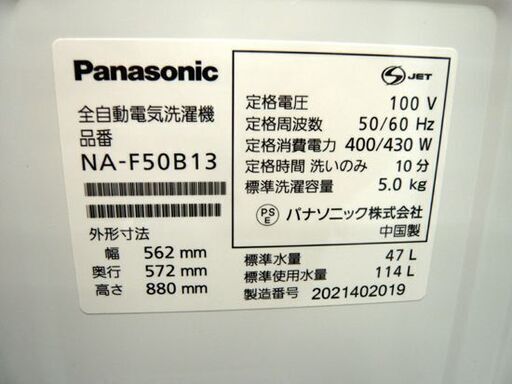 Panasonic
全自動電気洗濯機
品番
NA-F50B13
外形寸法
幅 562 mm
奥行 572 mm
高さ 880 mm
S JET
定格電圧 100 V
定格周波数 50/60 Hz
定格消費電力 400/430 W
定格時間 洗いのみ 10分
標準洗濯容量 5.0 kg
PS E パナソニック株式会社
中国製
標準水量 47 L
標準使用水量 114 L
製造番号 2021402019